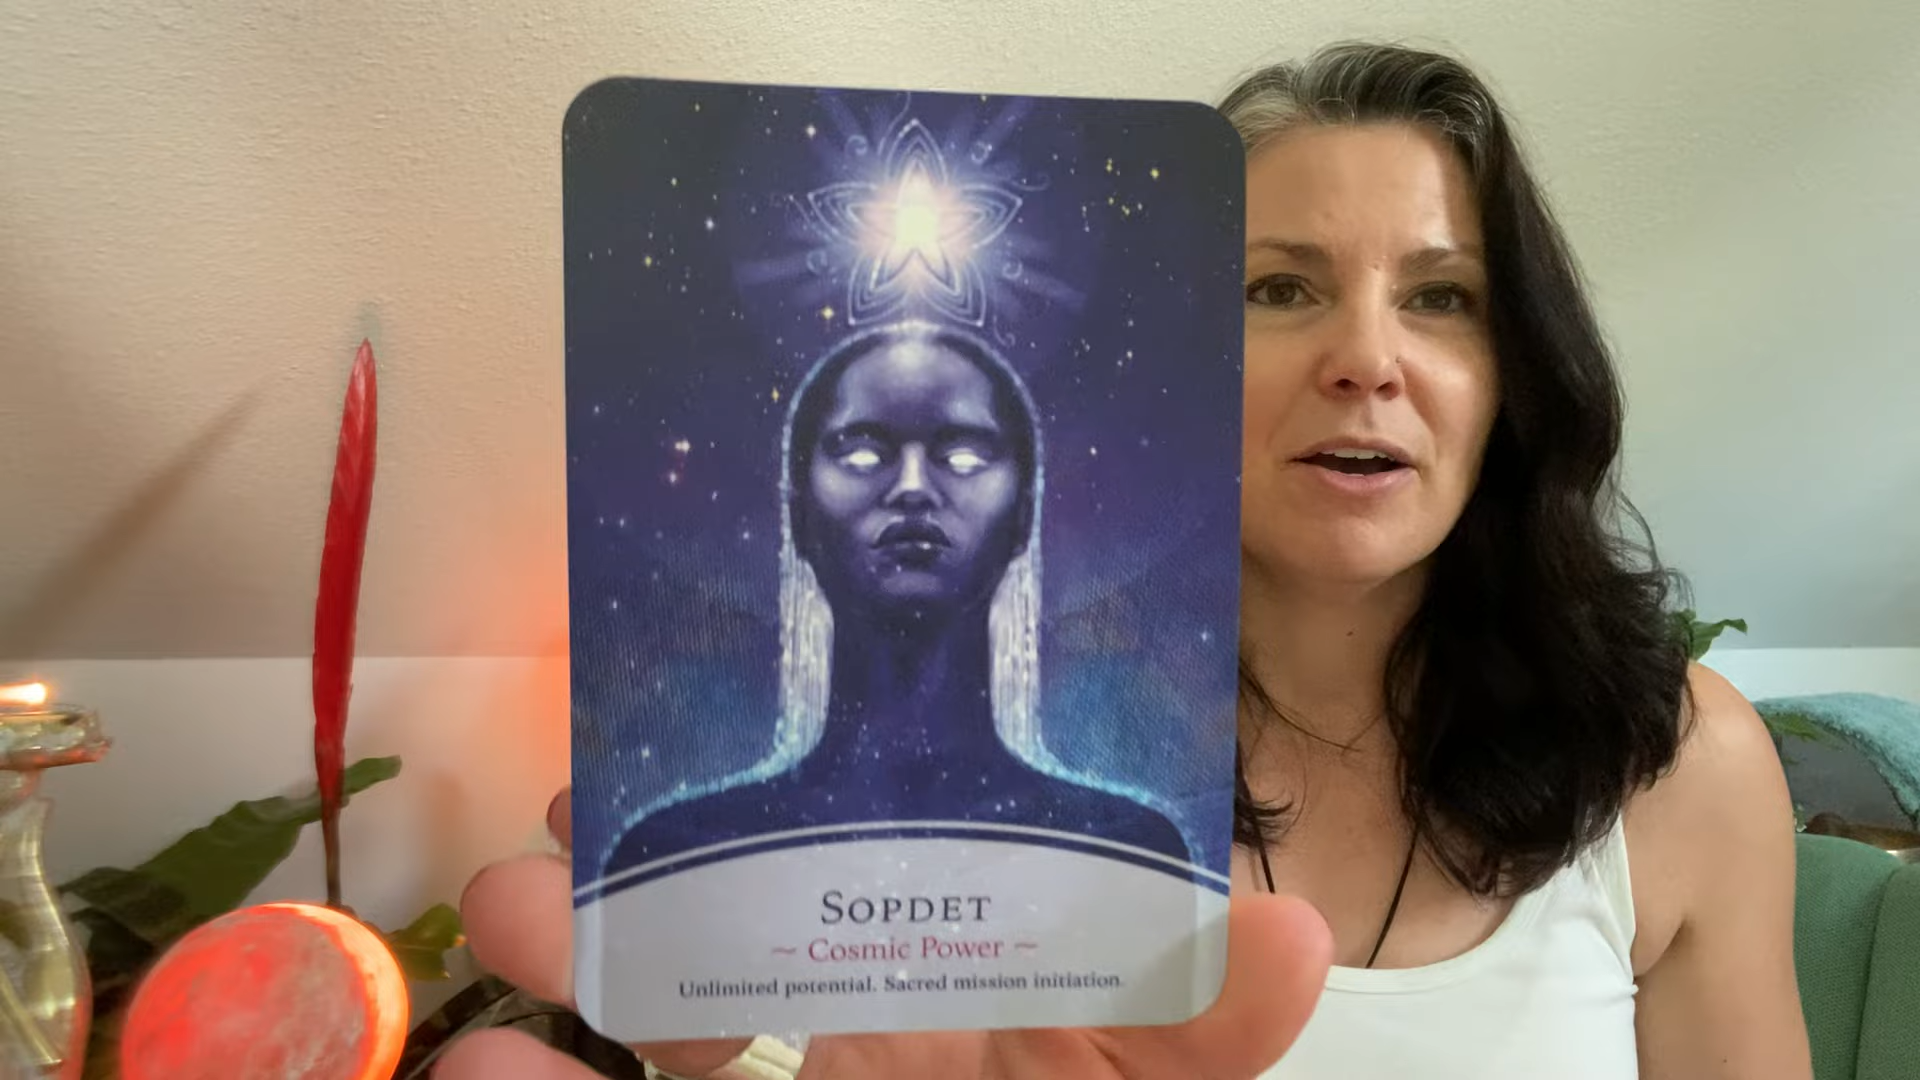 SOPDET
~ Cosmic Power ~
Unlimited potential. Sacred mission initiation.